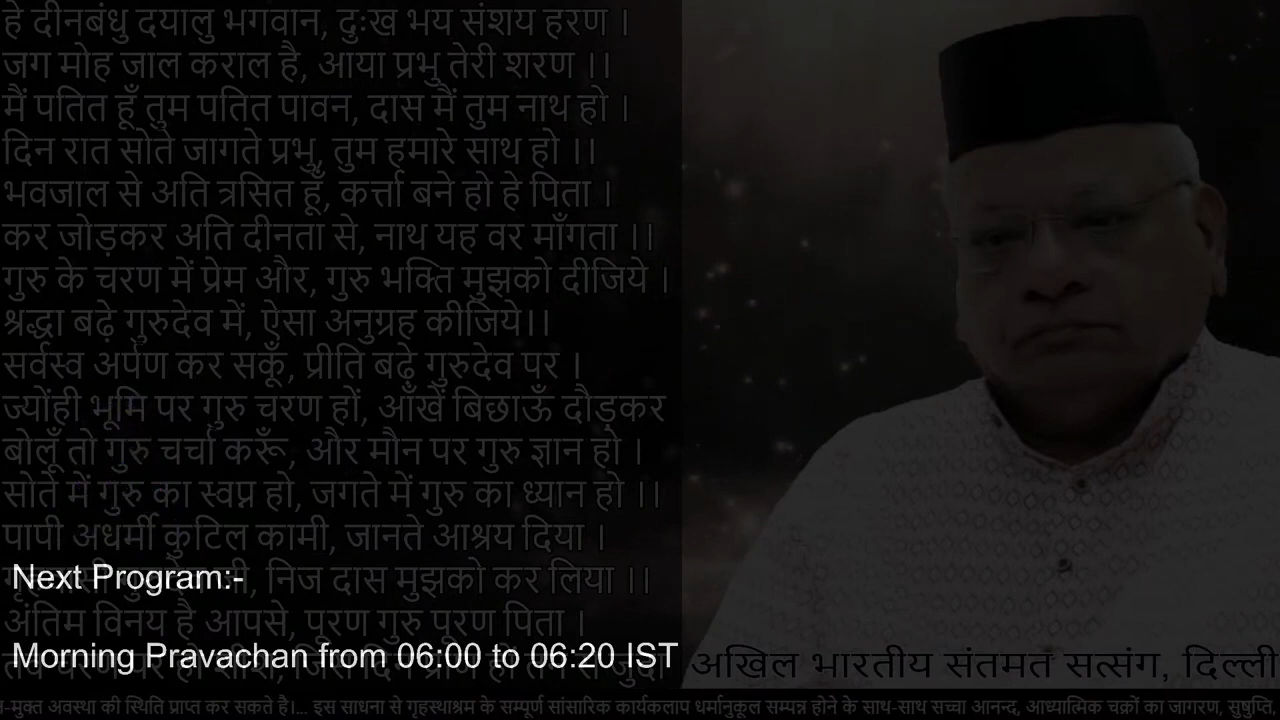 हे दीनबंधु दयालु भगवान, दुःख भय संशय हरण ।
जग मोह जाल कराल है, आया प्रभु तेरी शरण ।।
मैं पतित हूँ तुम पतित पावन, दास मैं तुम नाथ हो ।
दिन रात सोते जागते प्रभु, तुम हमारे साथ हो ।।
भवजाल से अति त्रसित हूँ, कर्त्ता बने हो हे पिता ।
कर जोड़कर अति दीनता से, नाथ यह वर माँगता ।।
गुरु के चरण में प्रेम और, गुरु भक्ति मुझको दीजिये ।
श्रद्धा बढ़े गुरुदेव में, ऐसा अनुग्रह कीजिये।।
सर्वस्व अर्पण कर सकूँ, प्रीति बढ़े गुरुदेव पर ।
ज्योंही भूमि पर गुरु चरण हों, आँखें बिछाऊँ दौड़कर
बोलूँ तो गुरु चर्चा करूँ, और मौन पर गुरु ज्ञान हो ।
सोते में गुरु का स्वप्न हो, जगते में गुरु का ध्यान हो ।।
पापी अधर्मी कुटिल कामी, जानते आश्रय दिया ।
निज दास मुझको कर लिया ।।
Next Program:-
अंतिम विनय है आपसे, पूरण गुरु पूरण पिता ।
Morning Pravachan from 06:00 to 06:20 IST
अखिल भारतीय संतमत सत्संग, दिल्ली
अवस्था की स्थिति प्राप्त कर सकते है।... इस साधना से गृहस्थाश्रम के सम्पूर्ण सांसारिक कार्यकलाप धर्मानुकूल सम्पन्न होने के साथ-साथ सच्चा आनन्द, आध्यात्मिक चक्रों का जागरण, सुषुप्ति,